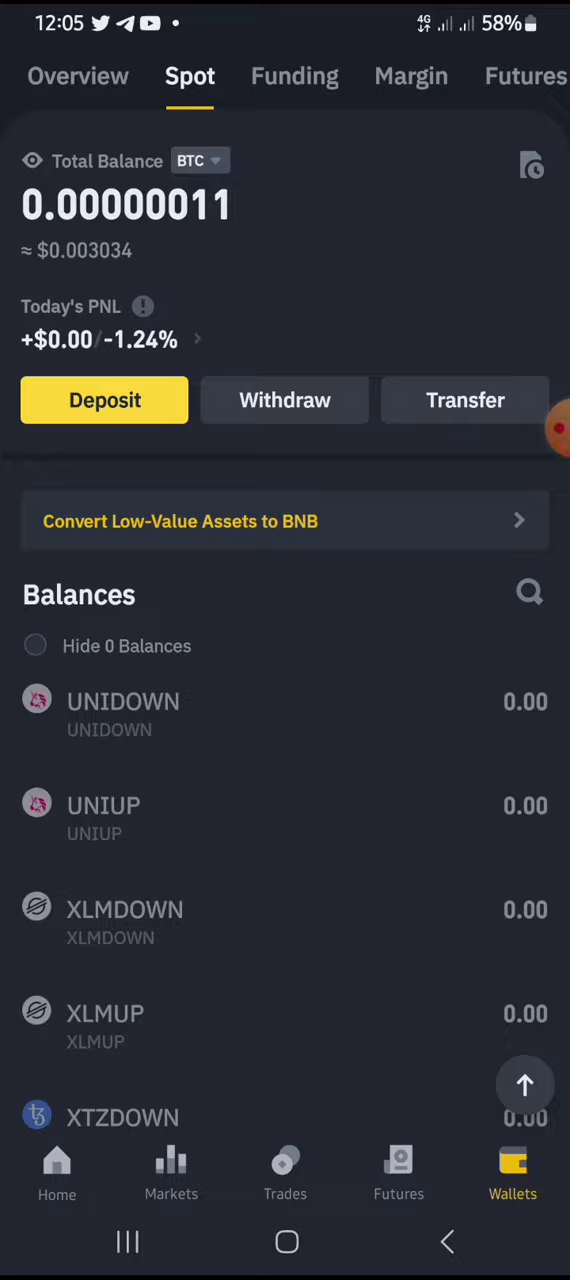 12:05 4G 58%
Overview Spot Funding Margin Futures
Total Balance BTC
0.00000011
≈ $0.003034
Today's PNL
+$0.00/-1.24%
Deposit Withdraw Transfer
Convert Low-Value Assets to BNB
Balances
Hide 0 Balances
UNIDOWN 0.00
UNIDOWN
UNIUP 0.00
UNIUP
XLMDOWN 0.00
XLMDOWN
XLMUP 0.00
XLMUP
XTZDOWN 0.00
Home Markets Trades Futures Wallets